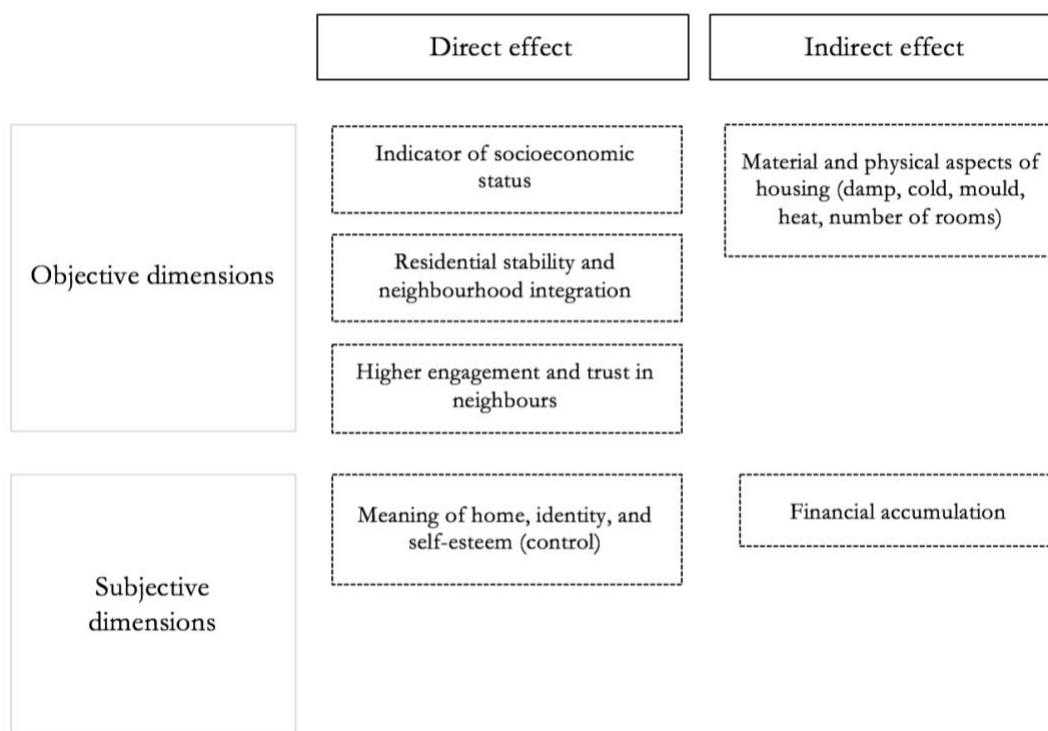 Direct effect
Indirect effect
Objective dimensions
Indicator of socioeconomic
status
Material and physical aspects of
housing (damp, cold, mould,
heat, number of rooms)
Residential stability and
neighbourhood integration
Higher engagement and trust in
neighbours
Subjective
dimensions
Meaning of home, identity, and
self-esteem (control)
Financial accumulation